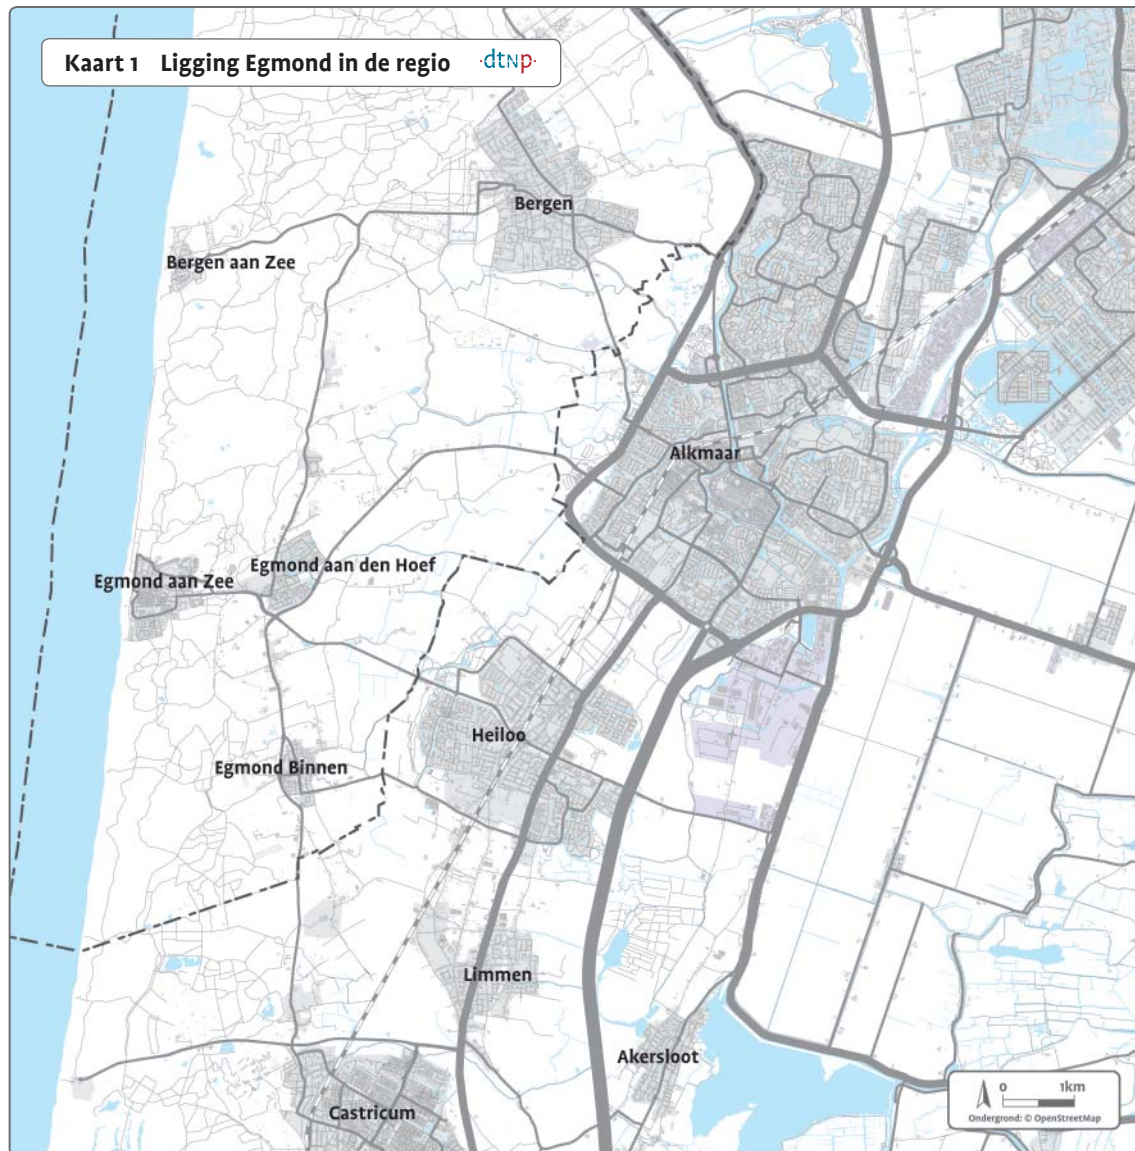 Kaart 1 Ligging Egmond in de regio
·dtnp·
Bergen
Bergen aan Zee
Alkmaar
Egmond aan den Hoef
Egmond aan Zee
Heiloo
Egmond Binnen
Limmen
Akersloot
Castricum
0 1km
Ondergrond: © OpenStreetMap